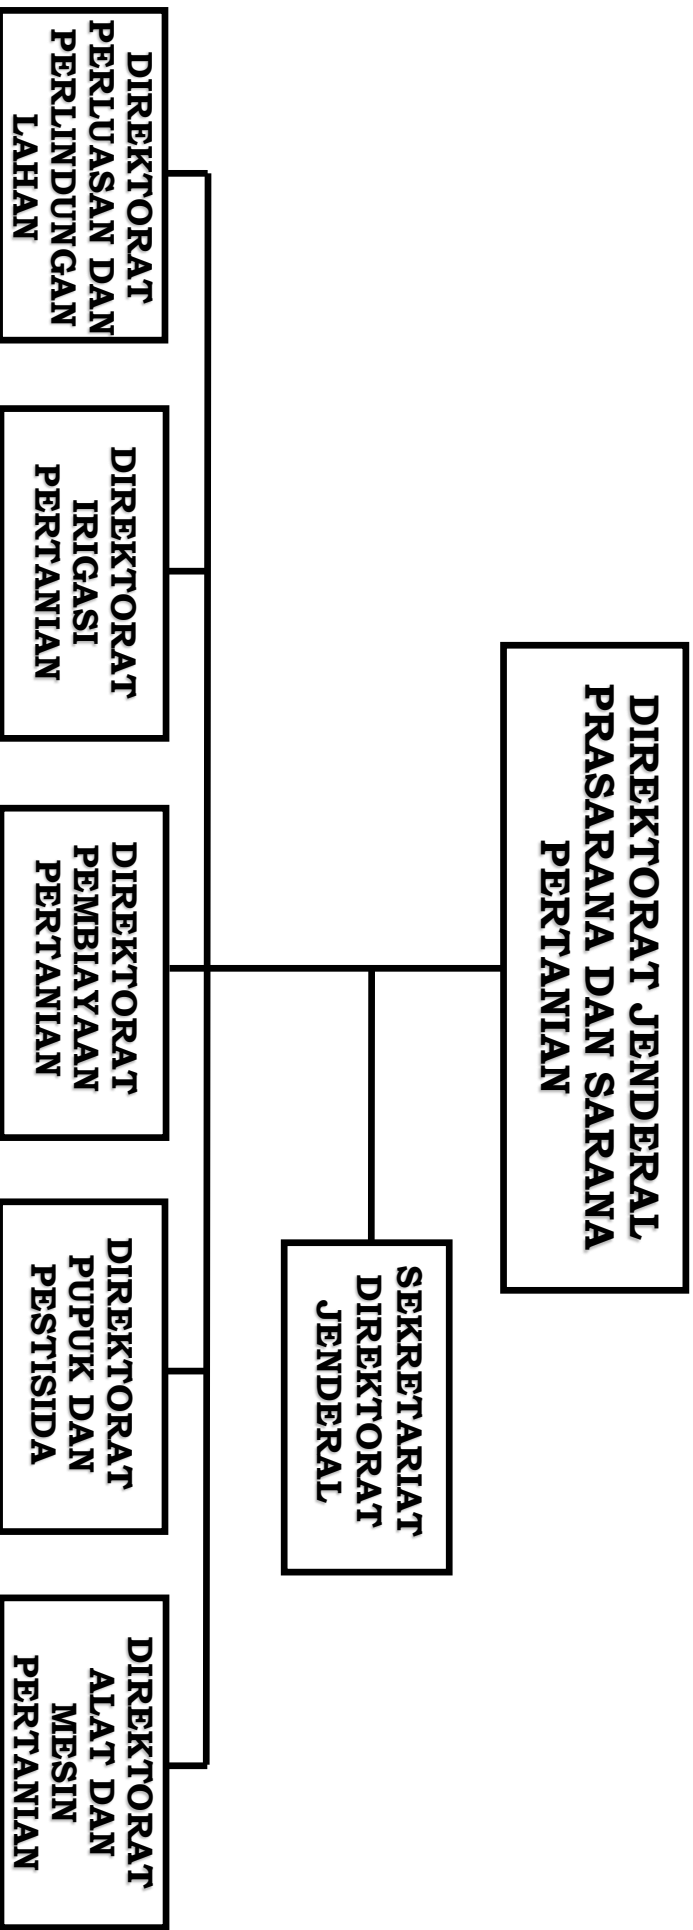 DIREKTORAT JENDERAL
PRASARANA DAN SARANA
PERTANIAN
SEKRETARIAT
DIREKTORAT
JENDERAL
DIREKTORAT
PERLUASAN DAN
PERLINDUNGAN
LAHAN
DIREKTORAT
IRIGASI
PERTANIAN
DIREKTORAT
PEMBIAYAAN
PERTANIAN
DIREKTORAT
PUPUK DAN
PESTISIDA
DIREKTORAT
ALAT DAN
MESIN
PERTANIAN